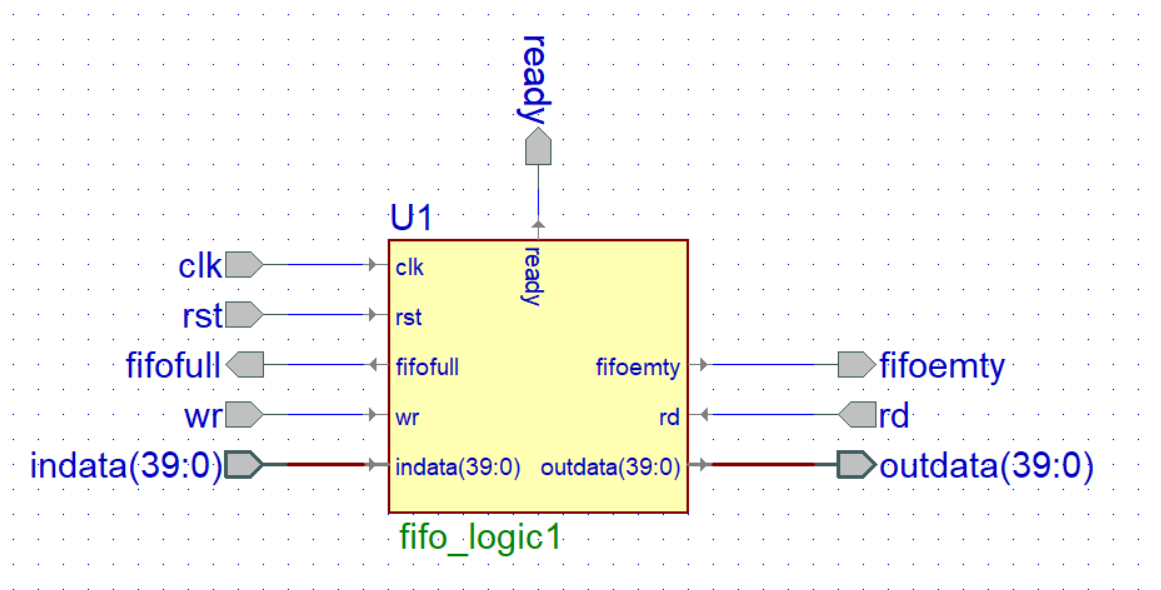 ready
U1
clk
clk
ready
rst
rst
fifofull
fifofull
fifoemty
fifoemty
wr
wr
rd
rd
indata(39:0)
indata(39:0)
outdata(39:0)
outdata(39:0)
fifo_logic1